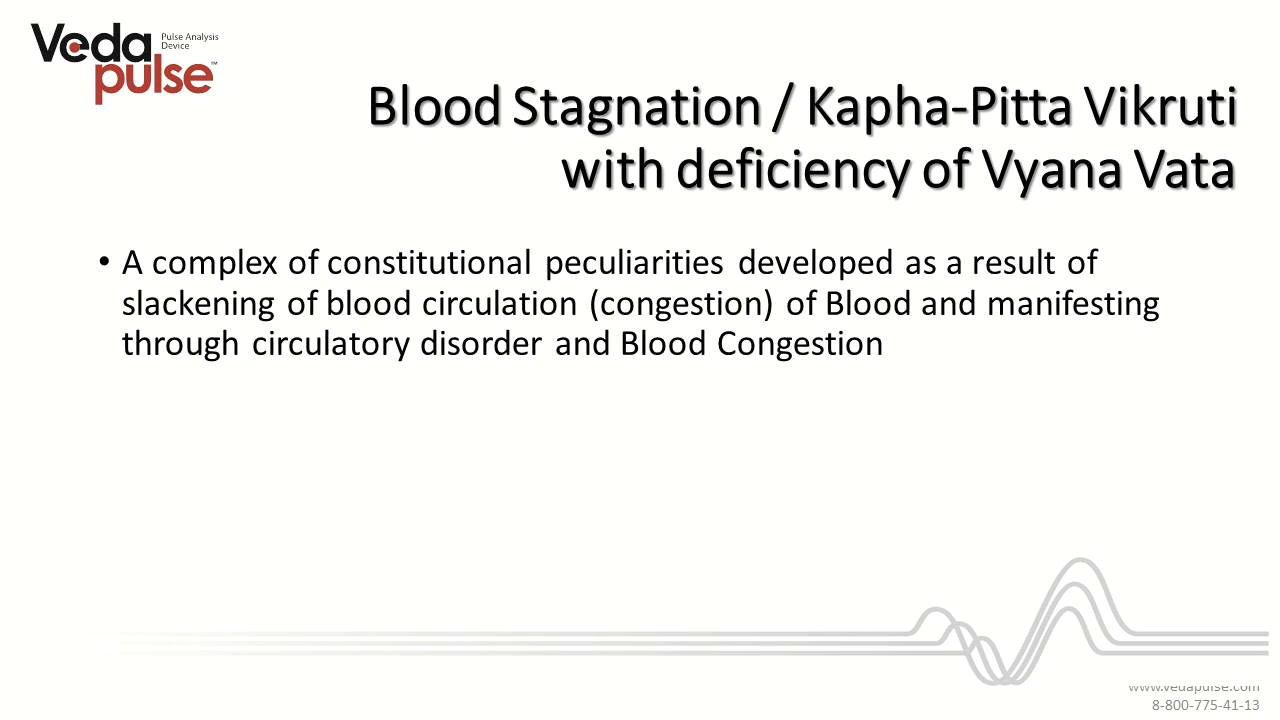 Veda
pulse™
Pulse Analysis
Device
Blood Stagnation / Kapha-Pitta Vikruti
with deficiency of Vyana Vata
• A complex of constitutional peculiarities developed as a result of
slackening of blood circulation (congestion) of Blood and manifesting
through circulatory disorder and Blood Congestion
www.vedapulse.com
8-800-775-41-13